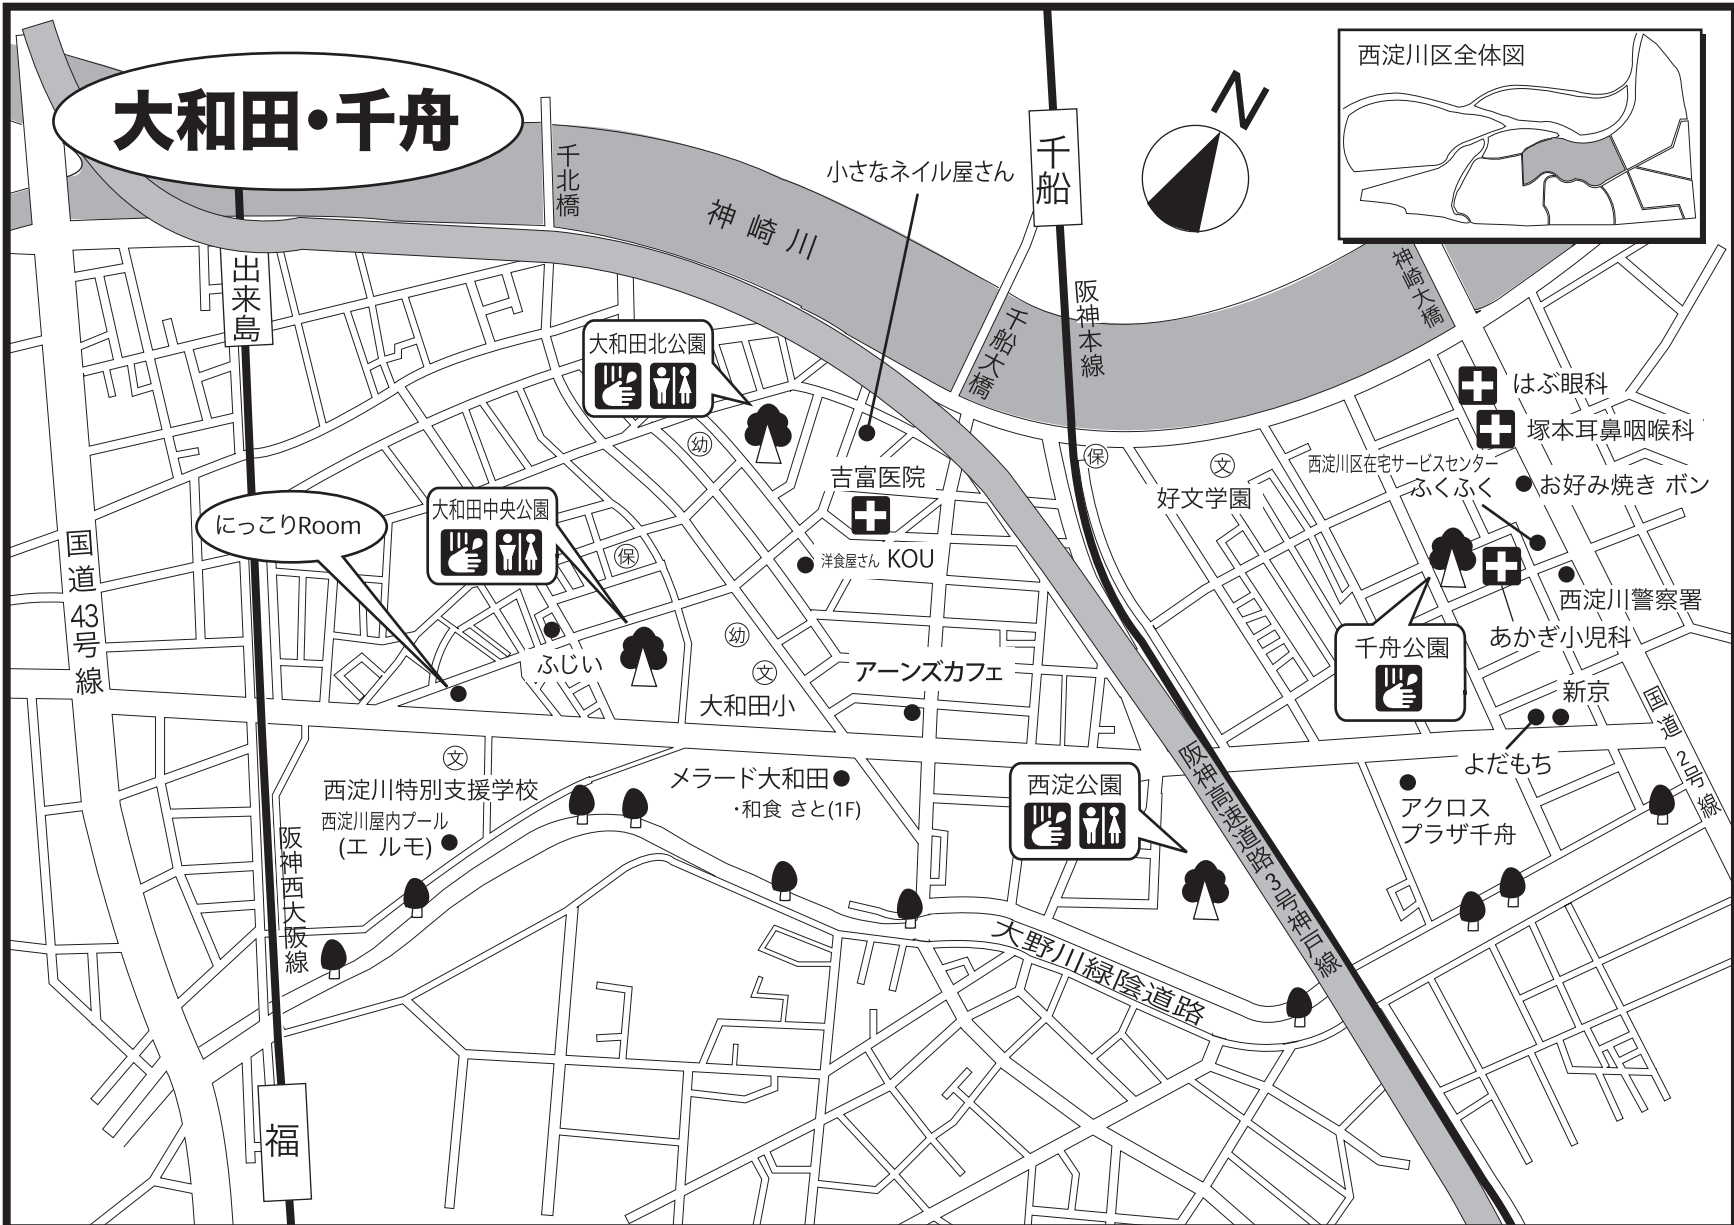 大和田・千舟
西淀川区全体図
N
千北橋
神崎川
小さなネイル屋さん
千船
阪神本線
千船大橋
神崎大橋
出来島
大和田北公園
幼
吉富医院
洋食屋さん KOU
保
文
好文学園
はぶ眼科
塚本耳鼻咽喉科
西淀川区在宅サービスセンター
ふくふく
お好み焼き ボン
西淀川警察署
あかぎ小児科
千舟公園
新京
よだもち
国道2号線
アクロス
プラザ千舟
国道43号線
にっこりRoom
大和田中央公園
保
ふじい
幼
文
大和田小
アーンズカフェ
文
西淀川特別支援学校
西淀川屋内プール
(エルモ)
メラード大和田
・和食 さと(1F)
西淀公園
阪神高速道路3号神戸線
阪神西大阪線
大野川緑陰道路
福